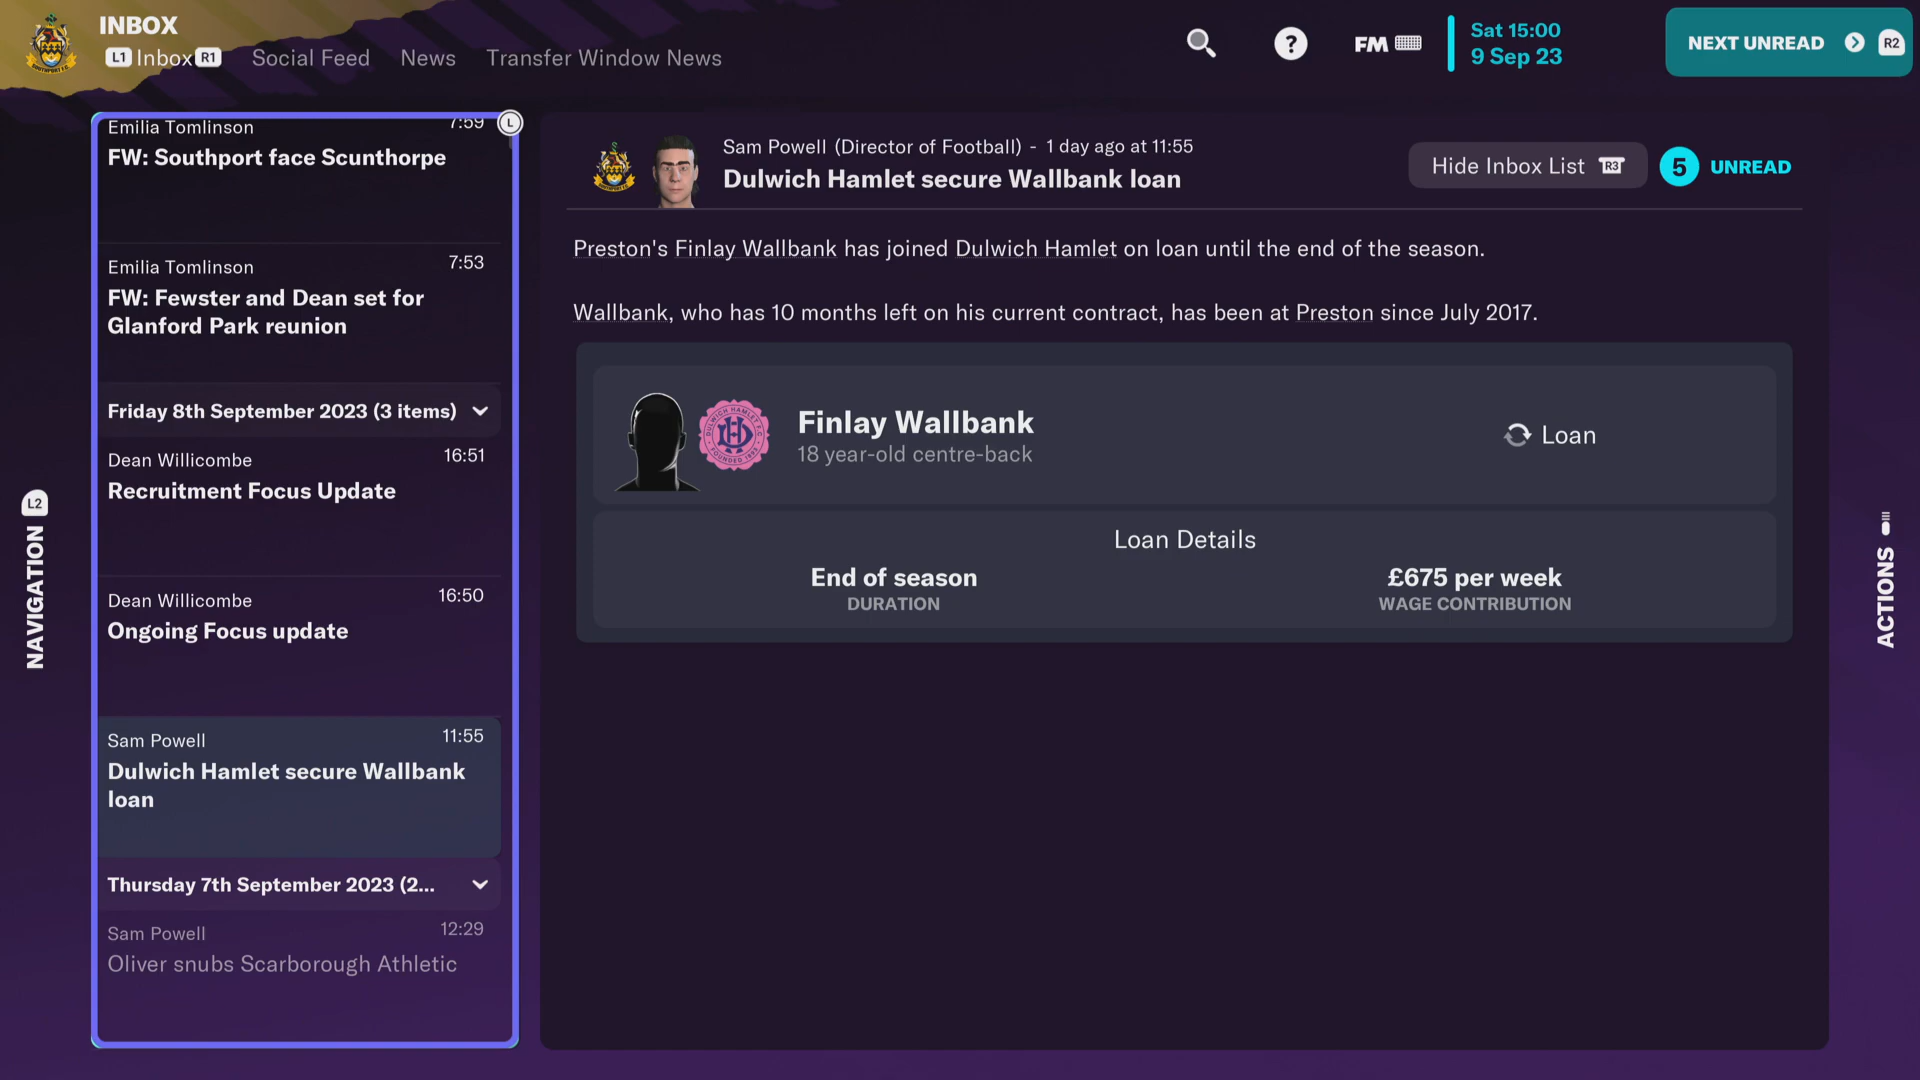 INBOX
L1 Inbox R1 Social Feed News Transfer Window News
FM
Sat 15:00
9 Sep 23
NEXT UNREAD R2
L
Emilia Tomlinson 7:59
FW: Southport face Scunthorpe
Emilia Tomlinson 7:53
FW: Fewster and Dean set for
Glanford Park reunion
Friday 8th September 2023 (3 items)
Dean Willicombe 16:51
Recruitment Focus Update
Dean Willicombe 16:50
Ongoing Focus update
Sam Powell 11:55
Dulwich Hamlet secure Wallbank
loan
Thursday 7th September 2023 (2...
Sam Powell 12:29
Oliver snubs Scarborough Athletic
L2
NAVIGATION
Sam Powell (Director of Football) - 1 day ago at 11:55
Dulwich Hamlet secure Wallbank loan
Hide Inbox List R3
5 UNREAD
Preston's Finlay Wallbank has joined Dulwich Hamlet on loan until the end of the season.
Wallbank, who has 10 months left on his current contract, has been at Preston since July 2017.
Finlay Wallbank
18 year-old centre-back
Loan
Loan Details
End of season
DURATION
£675 per week
WAGE CONTRIBUTION
ACTIONS